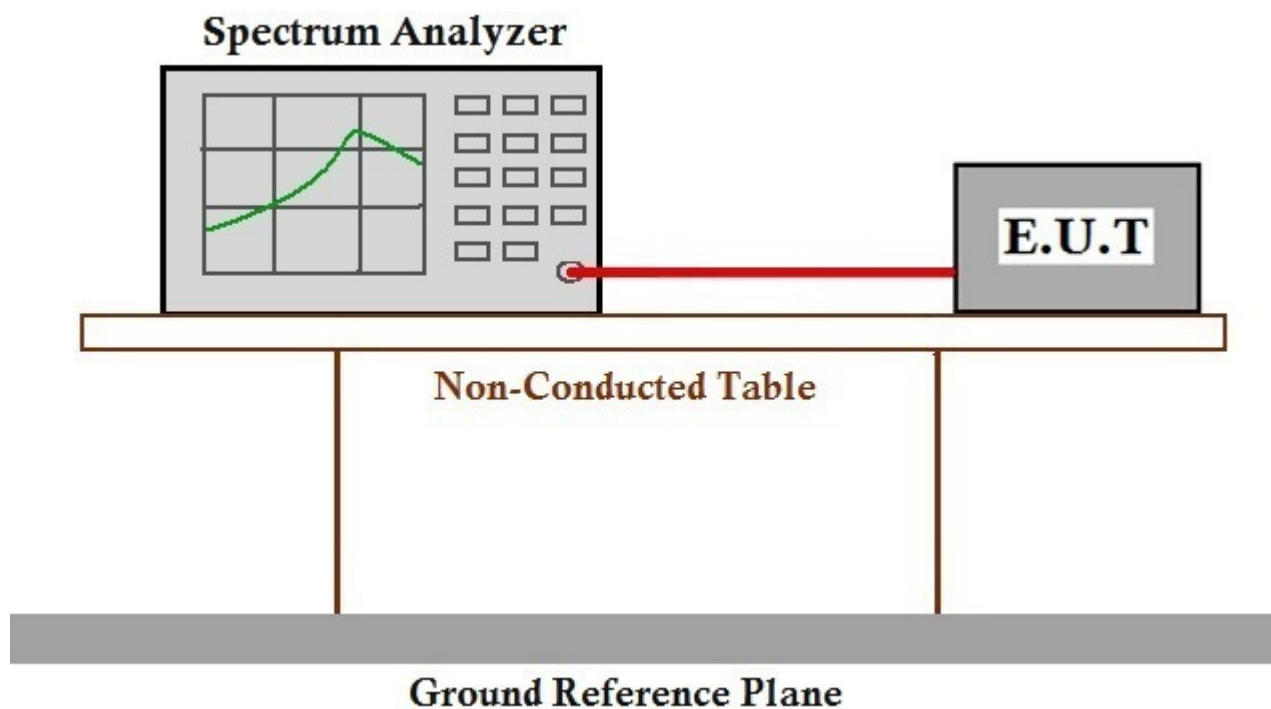 Spectrum Analyzer
E.U.T
Non-Conducted Table
Ground Reference Plane